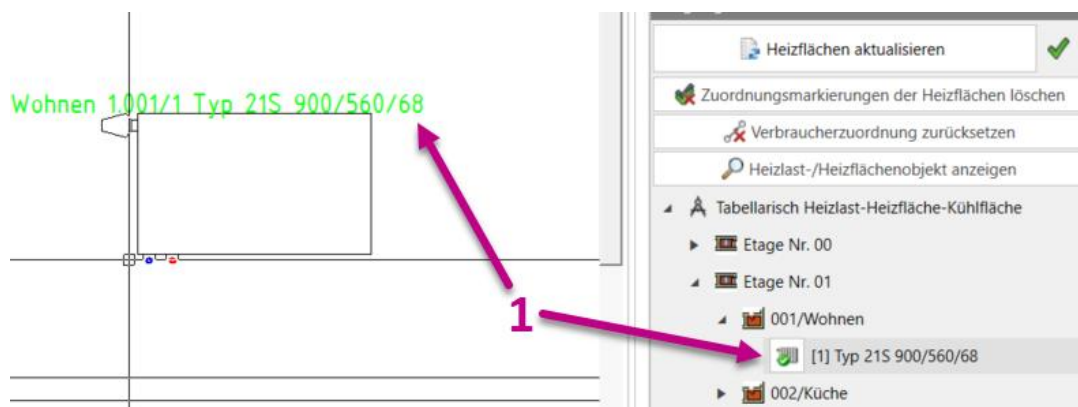 Wohnen 1.001/1 Typ 21S 900/560/68
1
Heizflächen aktualisieren
Zuordnungsmarkierungen der Heizflächen löschen
Verbraucherzuordnung zurücksetzen
Heizlast-/Heizflächenobjekt anzeigen
Tabellarisch Heizlast-Heizfläche-Kühlfläche
Etage Nr. 00
Etage Nr. 01
001/Wohnen
[1] Typ 21S 900/560/68
002/Küche